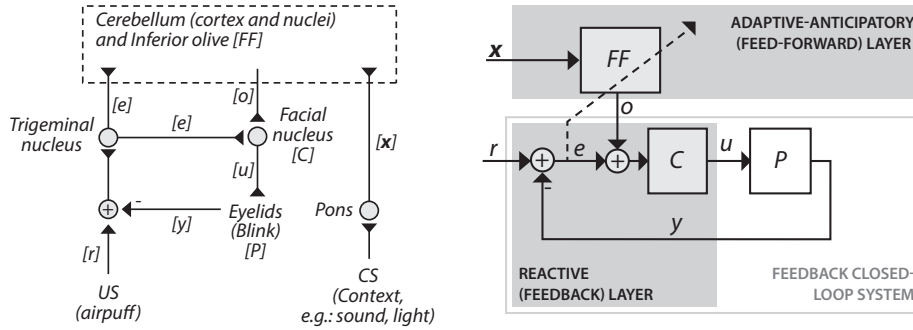 Cerebellum (cortex and nuclei)
and Inferior olive [FF]
[e]
[o]
Trigeminal
nucleus
[e]
Facial
nucleus
[C]
[x]
[u]
+
-
[y]
Eyelids
(Blink)
[P]
Pons
[r]
US
(airpuff)
CS
(Context,
e.g.: sound, light)
ADAPTIVE-ANTICIPATORY
(FEED-FORWARD) LAYER
x
FF
o
r
+
-
e
+
C
u
P
y
REACTIVE
(FEEDBACK) LAYER
FEEDBACK CLOSED-
LOOP SYSTEM